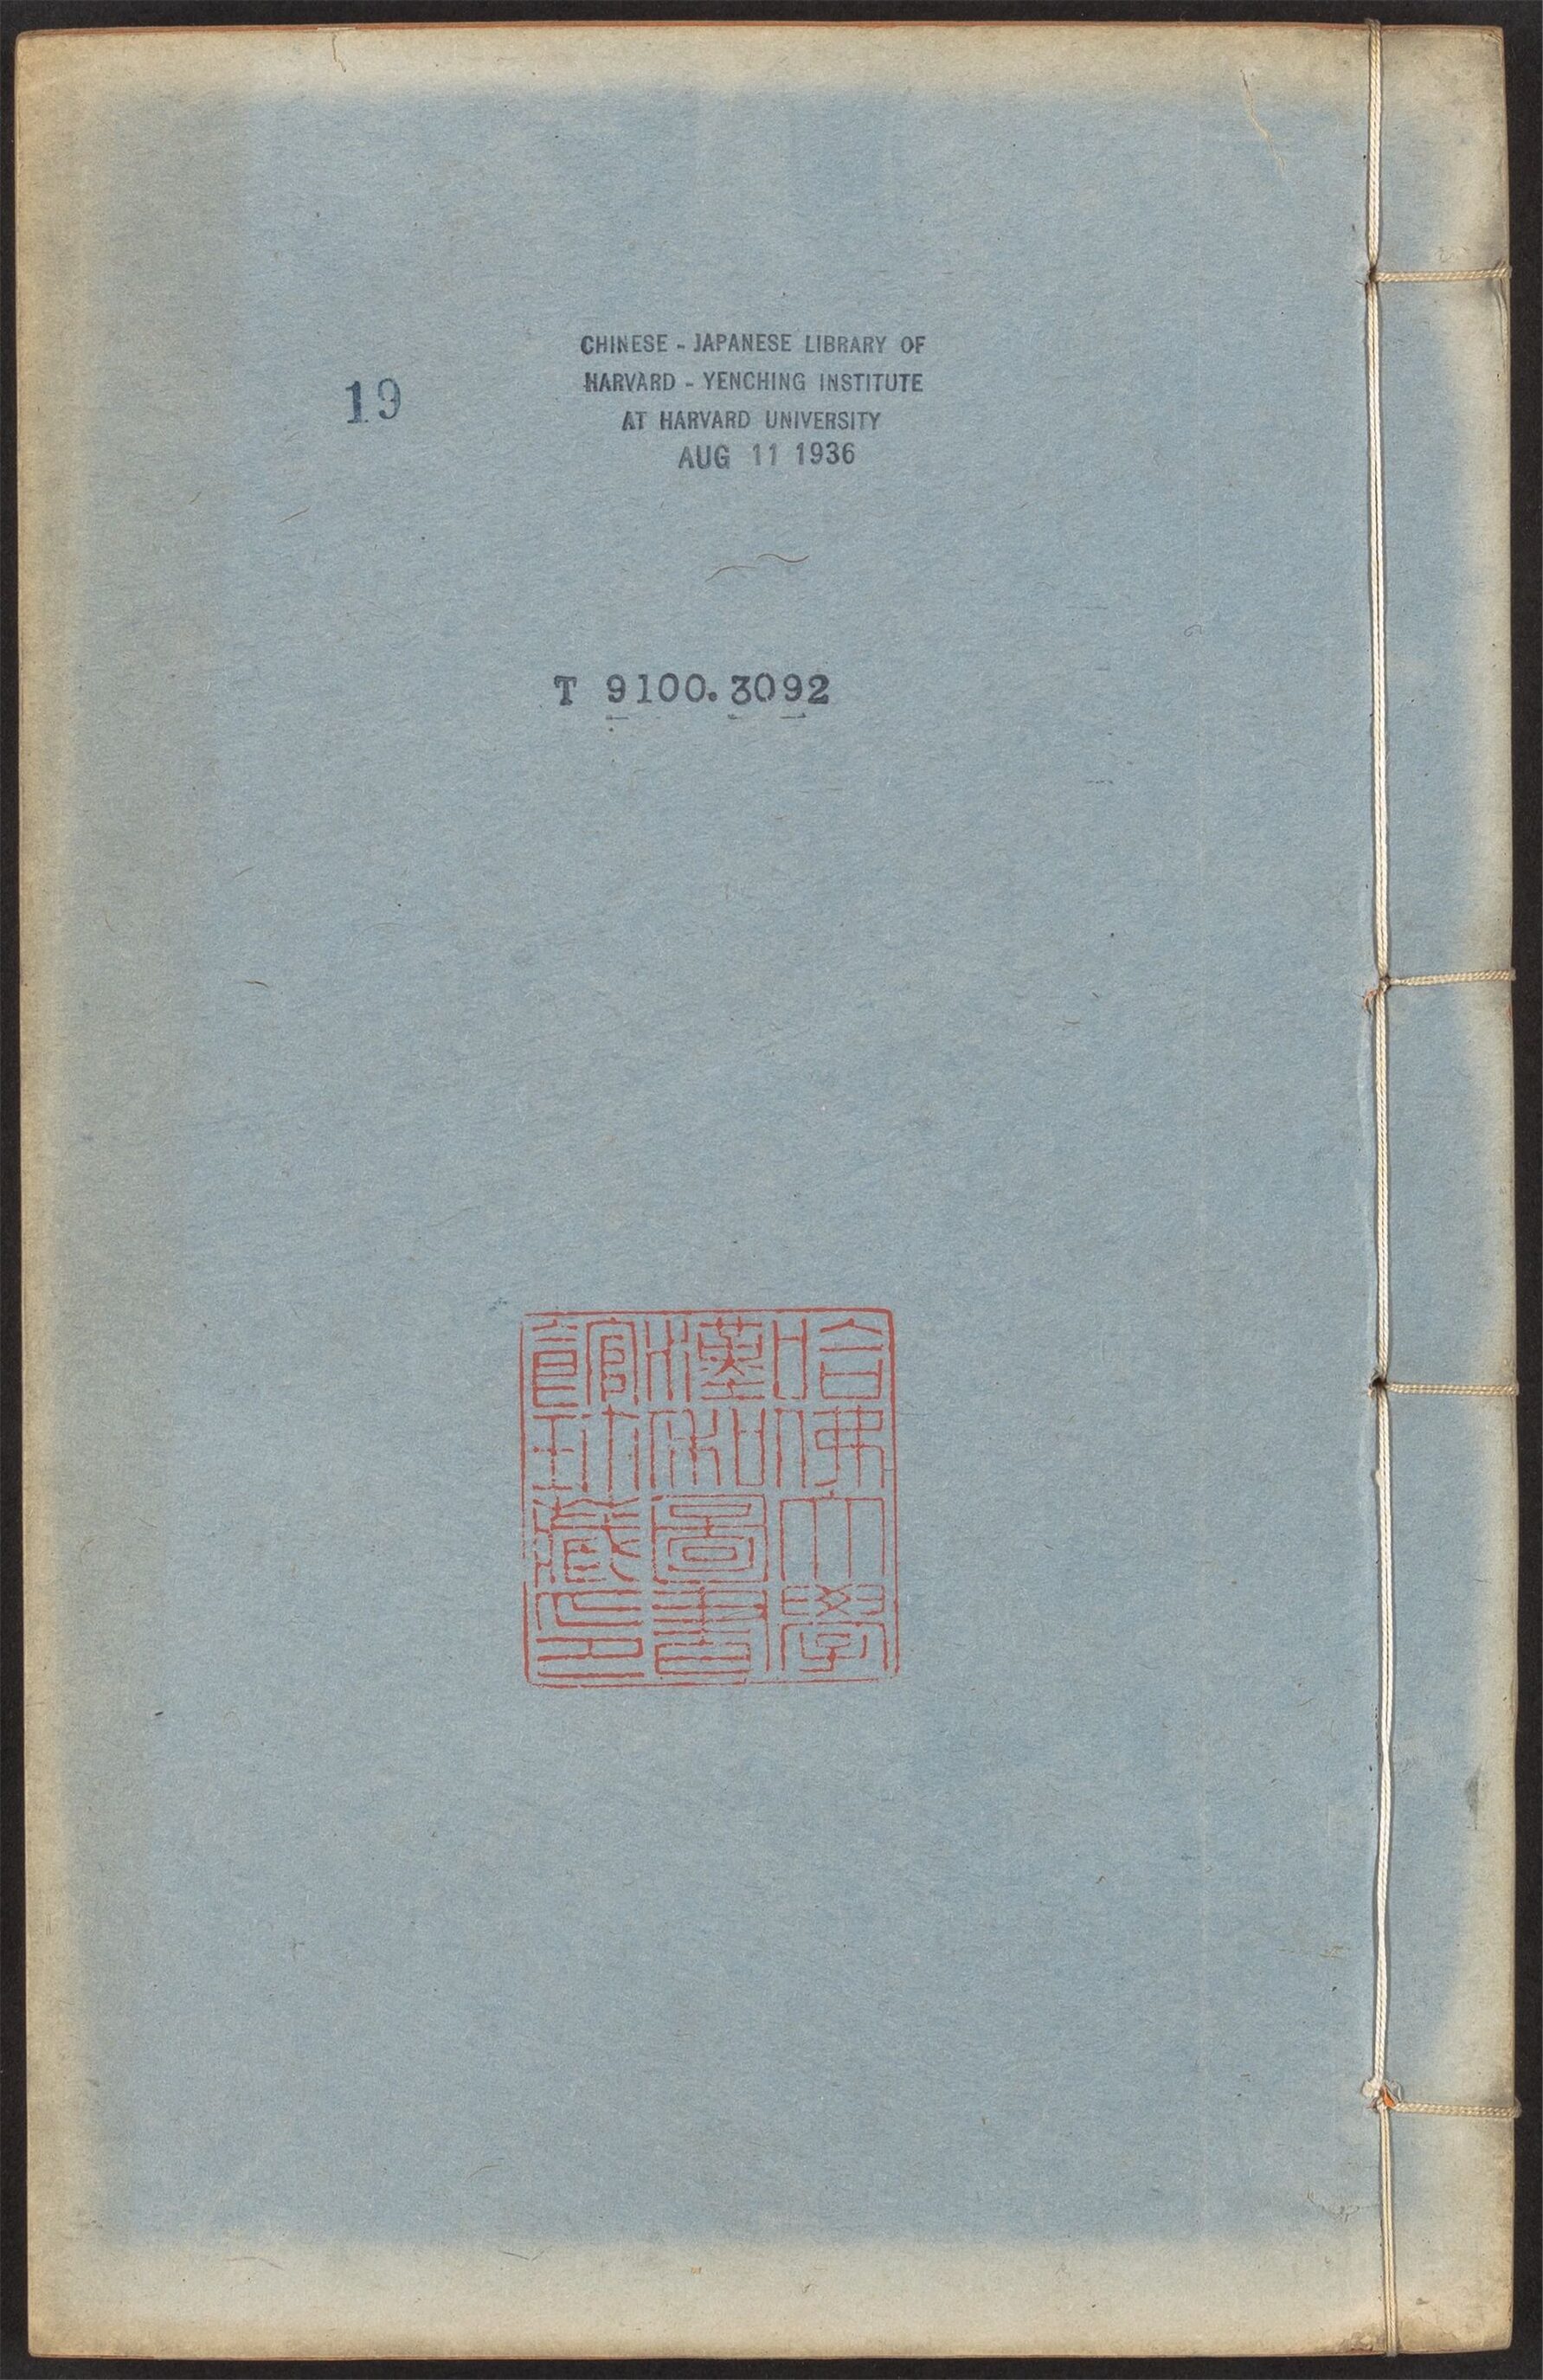 CHINESE - JAPANESE LIBRARY OF
HARVARD - YENCHING INSTITUTE
AT HARVARD UNIVERSITY
AUG 11 1936
19
T 9100.3092
哈佛大學
漢和圖書
館珍藏印